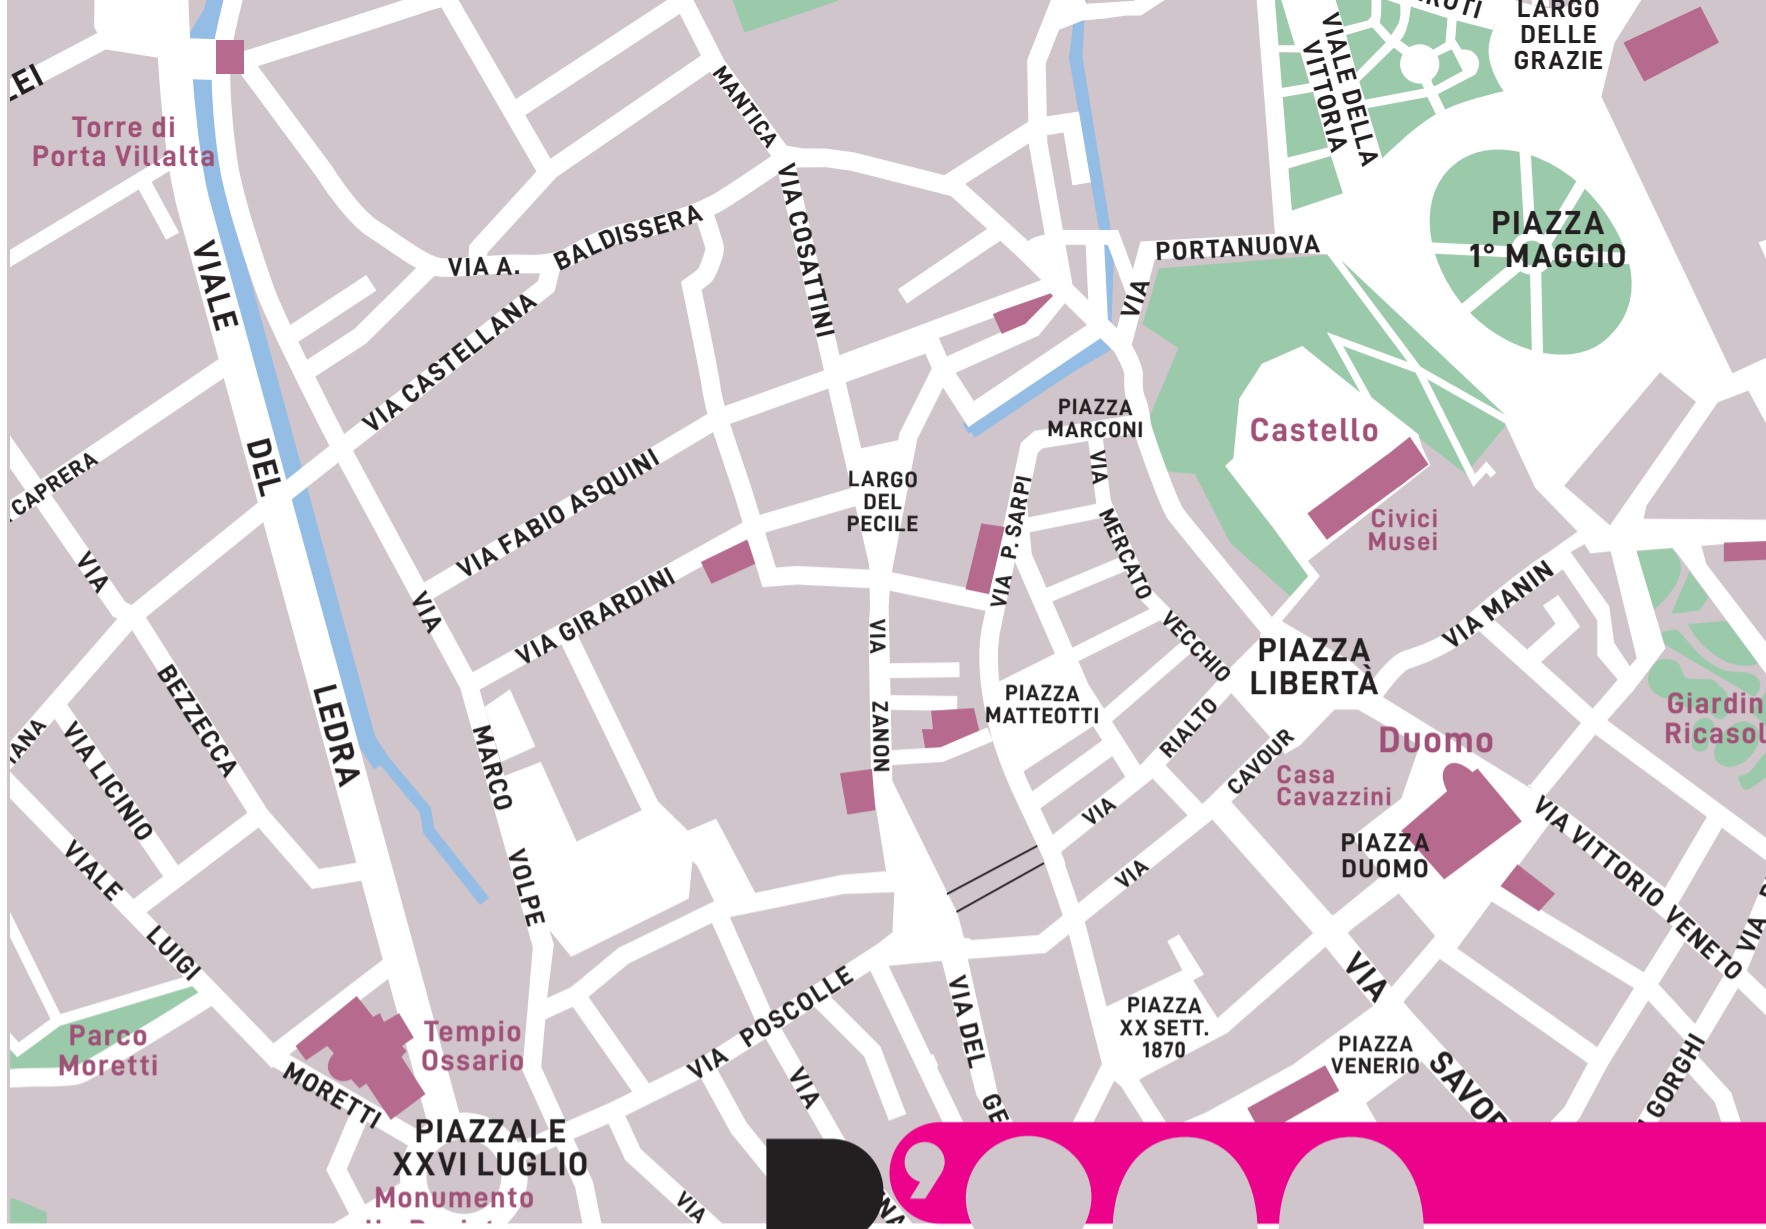 LARGO
DELLE
GRAZIE
VIALE DELLA
VITTORIA
MANTICA
Torre di
Porta Villalta
PIAZZA
1° MAGGIO
PORTANUOVA
VIA
VIALE
DEL
LEDRA
VIA A.
BALDISSERA
VIA COSATTINI
VIA CASTELLANA
PIAZZA
MARCONI
Castello
CAPRERA
VIA FABIO ASQUINI
LARGO
DEL
PECILE
VIA P. SARPI
VIA
MERCATO
VECCHIO
Civici
Musei
VIA
BEZZECCA
VIA
MARCO
VOLPE
VIA GIRARDINI
VIA
ZANON
VIA MANIN
PIAZZA
LIBERTÀ
PIAZZA
MATTEOTTI
VIA
RIALTO
VIA
CAVOUR
Duomo
Casa
Cavazzini
PIAZZA
DUOMO
Giardin
Ricasol
VIA LICINIO
VIALE
LUIGI
MORETTI
VIA VITTORIO VENETO
VIA
Parco
Moretti
Tempio
Ossario
VIA POSCOLLE
VIA
VIA DEL
GE
PIAZZA
XX SETT.
1870
PIAZZA
VENERIO
VIA
SAVOR
GORGHI
PIAZZALE
XXVI LUGLIO
Monumento
VIA